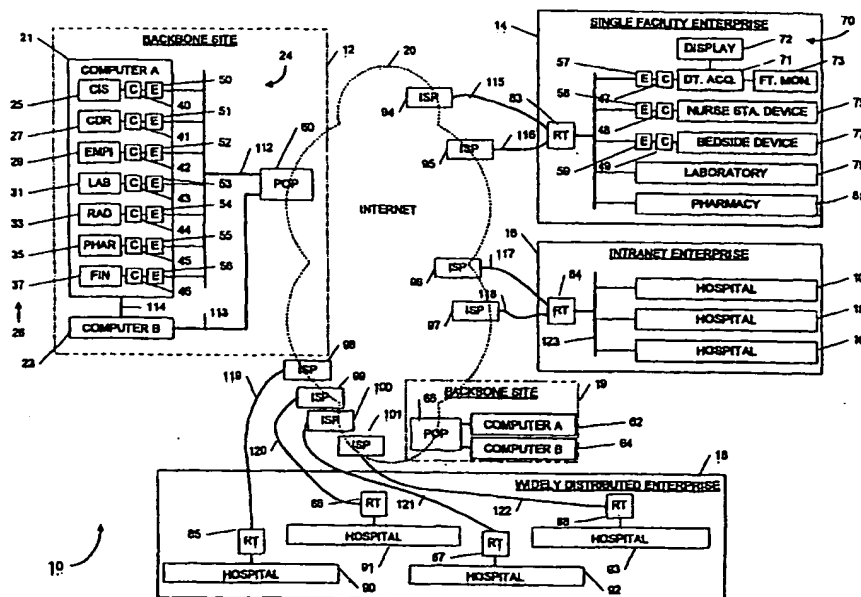 BACKBONE SITE
COMPUTER A
CIS C E
CDR C E
EMPI C E
LAB C E
RAD C E
PHAR C E
FIN C E
COMPUTER B
POP
INTERNET
ISP
ISP
ISP
ISP
ISP
ISP
ISP
ISP
SINGLE FACILITY ENTERPRISE
DISPLAY
E C DT. ACQ. FT. MON.
E C NURSE STA. DEVICE
E C BEDSIDE DEVICE
LABORATORY
PHARMACY
RT
INTRANET ENTERPRISE
RT
HOSPITAL
HOSPITAL
HOSPITAL
BACKBONE SITE
POP
COMPUTER A
COMPUTER B
WIDELY DISTRIBUTED ENTERPRISE
RT
HOSPITAL
RT
HOSPITAL
RT
HOSPITAL
RT
HOSPITAL
21
12
20
14
70
24
50
57
72
71
73
25
40
51
115
83
58
47
27
41
52
60
94
116
48
29
42
53
112
95
59
49
31
43
54
33
44
55
35
45
56
117
37
46
84
114
113
118
23
97
123
98
119
99
100
19
101
62
64
120
18
122
121
85
87
10
91
93
90
92